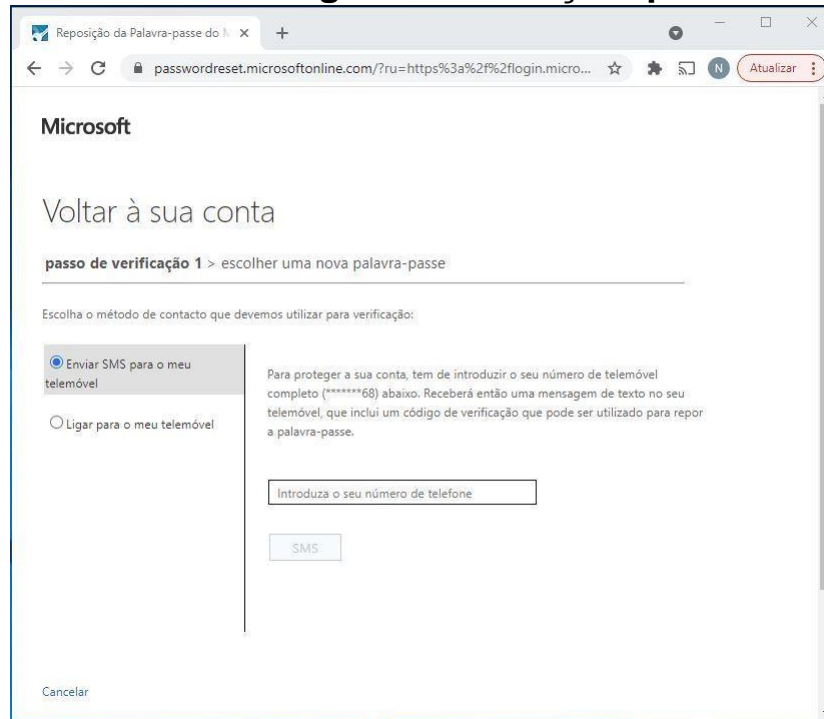 Reposição da Palavra-passe do M
passwordreset.microsoftonline.com/?ru=https%3a%2f%2flogin.micro...
N
Atualizar
Microsoft
Voltar à sua conta
passo de verificação 1 > escolher uma nova palavra-passe
Escolha o método de contacto que devemos utilizar para verificação:
Enviar SMS para o meu
telemóvel
Ligar para o meu telemóvel
Para proteger a sua conta, tem de introduzir o seu número de telemóvel
completo (*******68) abaixo. Receberá então uma mensagem de texto no seu
telemóvel, que inclui um código de verificação que pode ser utilizado para repor
a palavra-passe.
Introduza o seu número de telefone
SMS
Cancelar